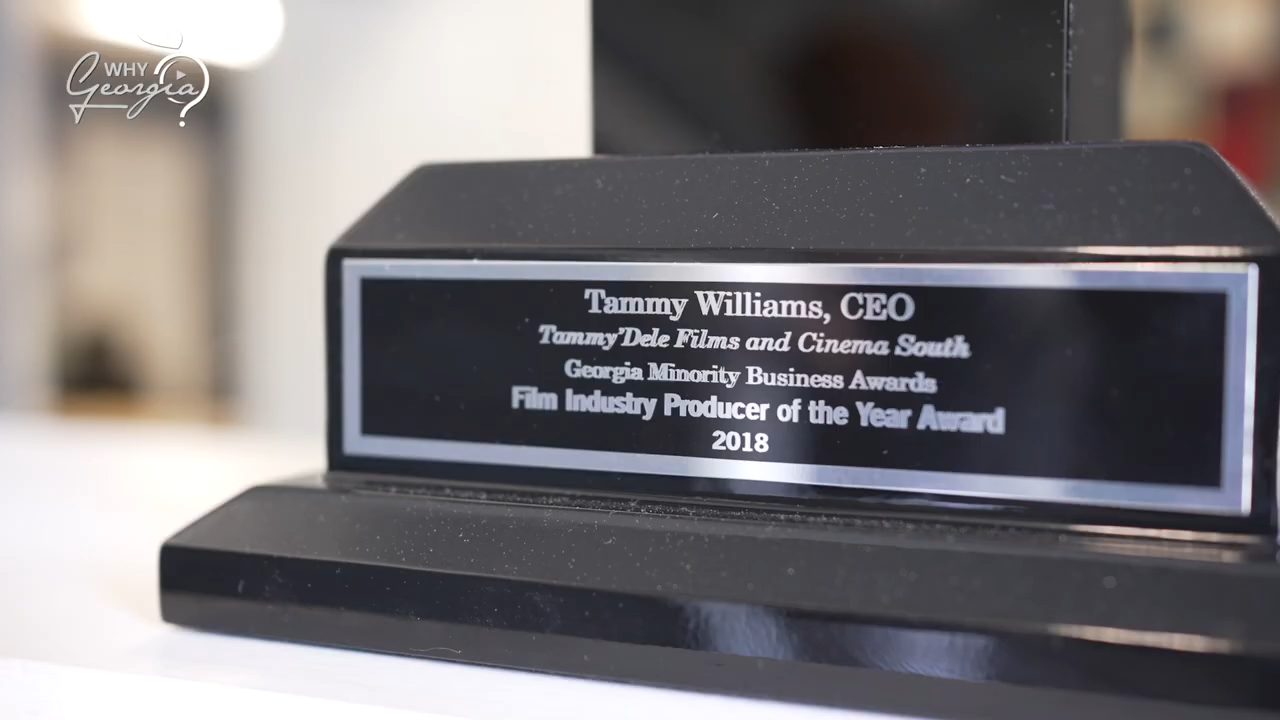 WHY
Georgia?
Tammy Williams, CEO
Tammy'Dele Films and Cinema South
Georgia Minority Business Awards
Film Industry Producer of the Year Award
2018